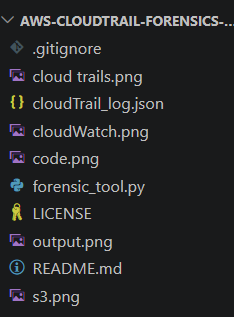 AWS-CLOUDTRAIL-FORENSICS-...
.gitignore
cloud trails.png
cloudTrail_log.json
cloudWatch.png
code.png
forensic_tool.py
LICENSE
output.png
README.md
s3.png